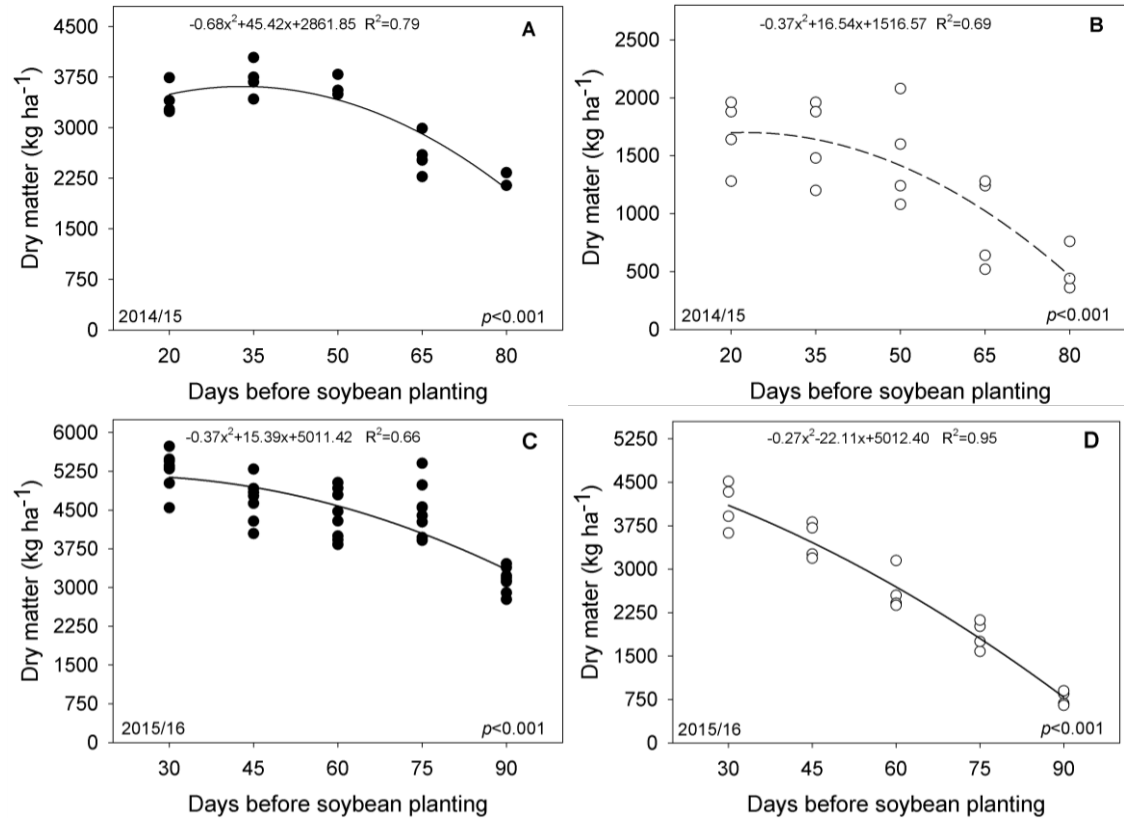 -0.68x²+45.42x+2861.85 R²=0.79
A
4500
3750
3000
2250
1500
750
0
Dry matter (kg ha⁻¹)
2014/15
p<0.001
20 35 50 65 80
Days before soybean planting
-0.37x²+16.54x+1516.57 R²=0.69
B
2500
2000
1500
1000
500
0
Dry mater (kg ha⁻¹)
2014/15
p<0.001
20 35 50 65 80
Days before soybean planting
-0.37x²+15.39x+5011.42 R²=0.66
C
6000
5250
4500
3750
3000
2250
1500
750
0
Dry matter (kg ha⁻¹)
2015/16
p<0.001
30 45 60 75 90
Days before soybean planting
-0.27x²-22.11x+5012.40 R²=0.95
D
5250
4500
3750
3000
2250
1500
750
0
Dry mater (kg ha⁻¹)
2015/16
p<0.001
30 45 60 75 90
Days before soybean planting